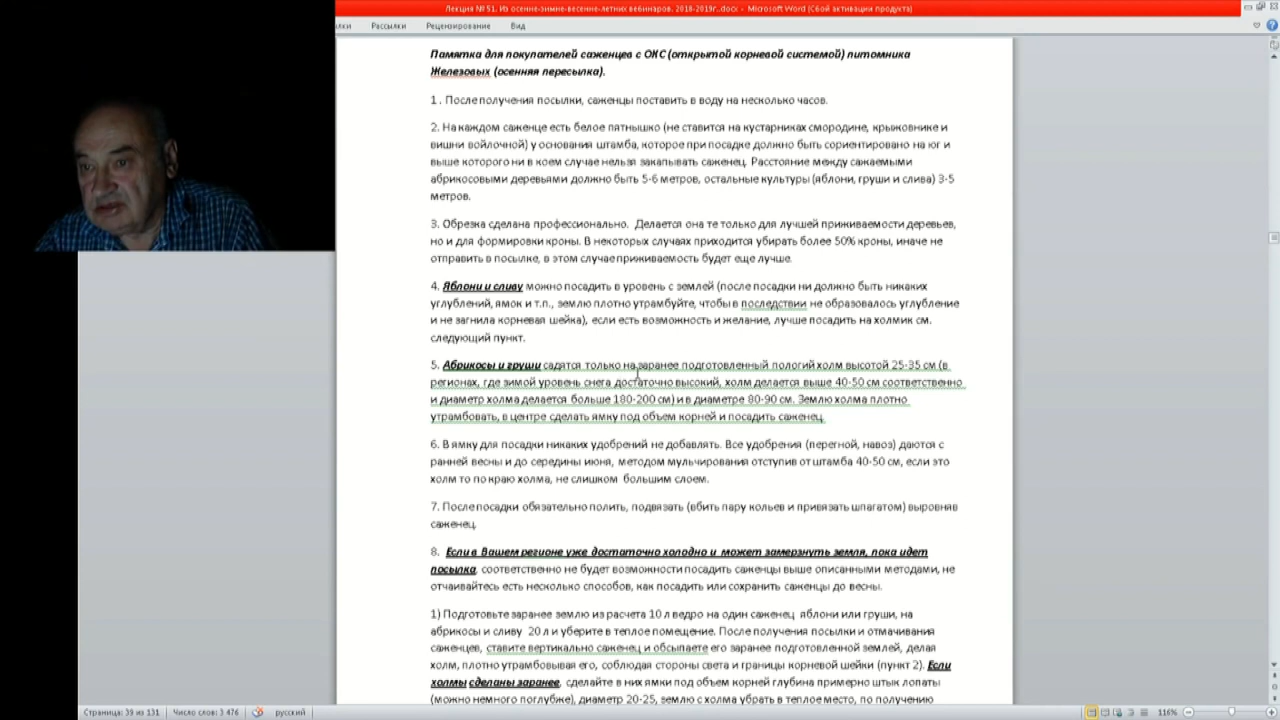 Лекция № 51. Из осенне-зимне-весенне-летних вебинаров. 2018-2019г..docx - Microsoft Word (Сбой активации продукта)
лки Рассылки Рецензирование Вид
Памятка для покупателей саженцев с ОКС (открытой корневой системой) питомника
Железовых (осенняя пересылка).
1 . После получения посылки, саженцы поставить в воду на несколько часов.
2. На каждом саженце есть белое пятнышко (не ставится на кустарниках смородине, крыжовнике и
вишни войлочной) у основания штамба, которое при посадке должно быть сориентировано на юг и
выше которого ни в коем случае нельзя закапывать саженец. Расстояние между сажаемыми
абрикосовыми деревьями должно быть 5-6 метров, остальные культуры (яблони, груши и слива) 3-5
метров.
3. Обрезка сделана профессионально. Делается она те только для лучшей приживаемости деревьев,
но и для формировки кроны. В некоторых случаях приходится убирать более 50% кроны, иначе не
отправить в посылке, в этом случае приживаемость будет еще лучше.
4. Яблони и сливу можно посадить в уровень с землей (после посадки ни должно быть никаких
углублений, ямок и т.п., землю плотно утрамбуйте, чтобы в последствии не образовалось углубление
и не загнила корневая шейка), если есть возможность и желание, лучше посадить на холмик см.
следующий пункт.
5. Абрикосы и груши садятся только на заранее подготовленный пологий холм высотой 25-35 см (в
регионах, где зимой уровень снега достаточно высокий, холм делается выше 40-50 см соответственно
и диаметр холма делается больше 180-200 см) и в диаметре 80-90 см. Землю холма плотно
утрамбовать, в центре сделать ямку под объем корней и посадить саженец.
6. В ямку для посадки никаких удобрений не добавлять. Все удобрения (перегной, навоз) даются с
ранней весны и до середины июня, методом мульчирования отступив от штамба 40-50 см, если это
холм то по краю холма, не слишком большим слоем.
7. После посадки обязательно полить, подвязать (вбить пару кольев и привязать шпагатом) выровняв
саженец.
8. Если в Вашем регионе уже достаточно холодно и может замерзнуть земля, пока идет
посылка, соответственно не будет возможности посадить саженцы выше описанными методами, не
отчаивайтесь есть несколько способов, как посадить или сохранить саженцы до весны.
1) Подготовьте заранее землю из расчета 10 л ведро на один саженец яблони или груши, на
абрикосы и сливу 20 л и уберите в теплое помещение. После получения посылки и отмачивания
саженцев, ставите вертикально саженец и обсыпаете его заранее подготовленной землей, делая
холм, плотно утрамбовывая его, соблюдая стороны света и границы корневой шейки (пункт 2). Если
холмы сделаны заранее, сделайте в них ямки под объем корней глубина примерно штык лопаты
(можно немного поглубже), диаметр 20-25, землю с холма убрать в теплое место, по получению
Страница: 39 из 131 Число слов: 3 476 русский 116%